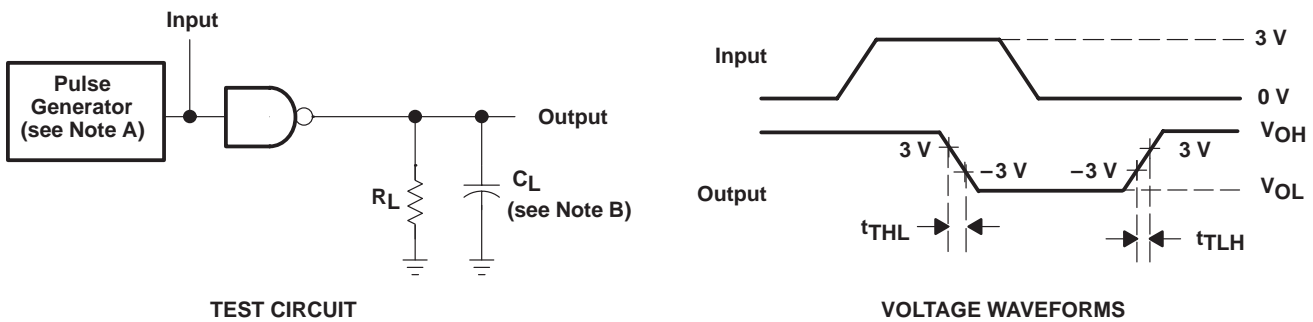 Input
Pulse
Generator
(see Note A)
Output
RL
CL
(see Note B)
TEST CIRCUIT
Input
3 V
0 V
VOH
3 V
–3 V
–3 V
3 V
Output
VOL
tTHL
tTLH
VOLTAGE WAVEFORMS